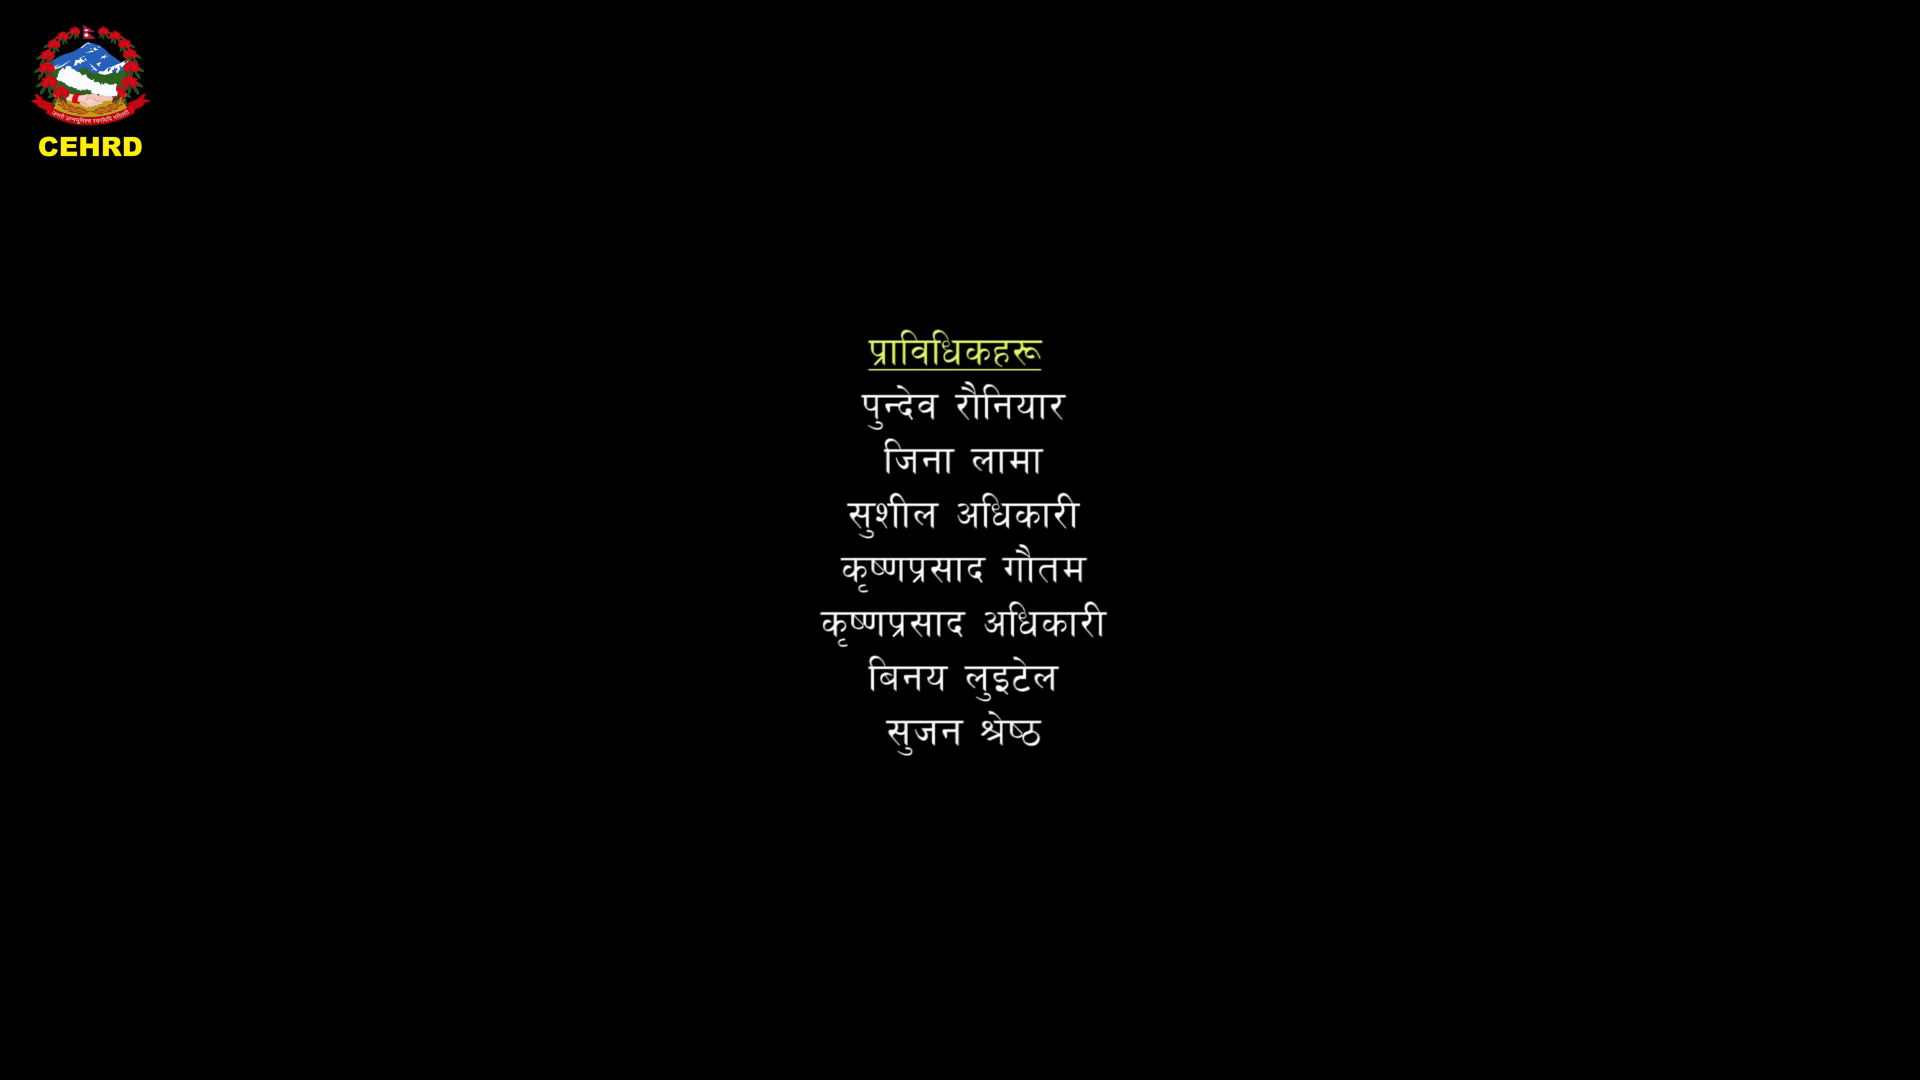 CEHRD
प्राविधिकहरू
पुन्देव रौनियार
जिना लामा
सुशील अधिकारी
कृष्णप्रसाद गौतम
कृष्णप्रसाद अधिकारी
बिनय लुइटेल
सुजन श्रेष्ठ